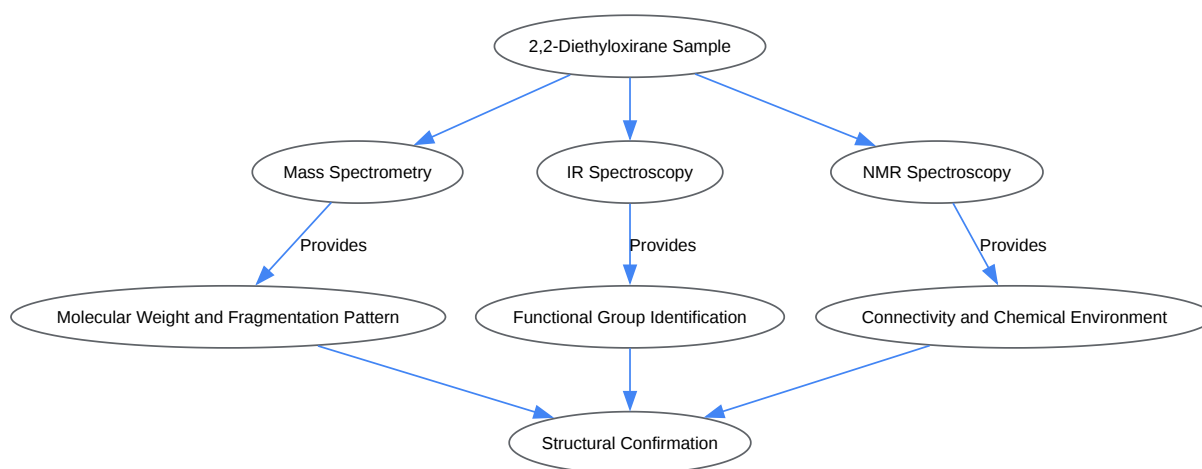 2,2-Diethyloxirane Sample
Mass Spectrometry
IR Spectroscopy
NMR Spectroscopy
Provides
Provides
Provides
Molecular Weight and Fragmentation Pattern
Functional Group Identification
Connectivity and Chemical Environment
Structural Confirmation